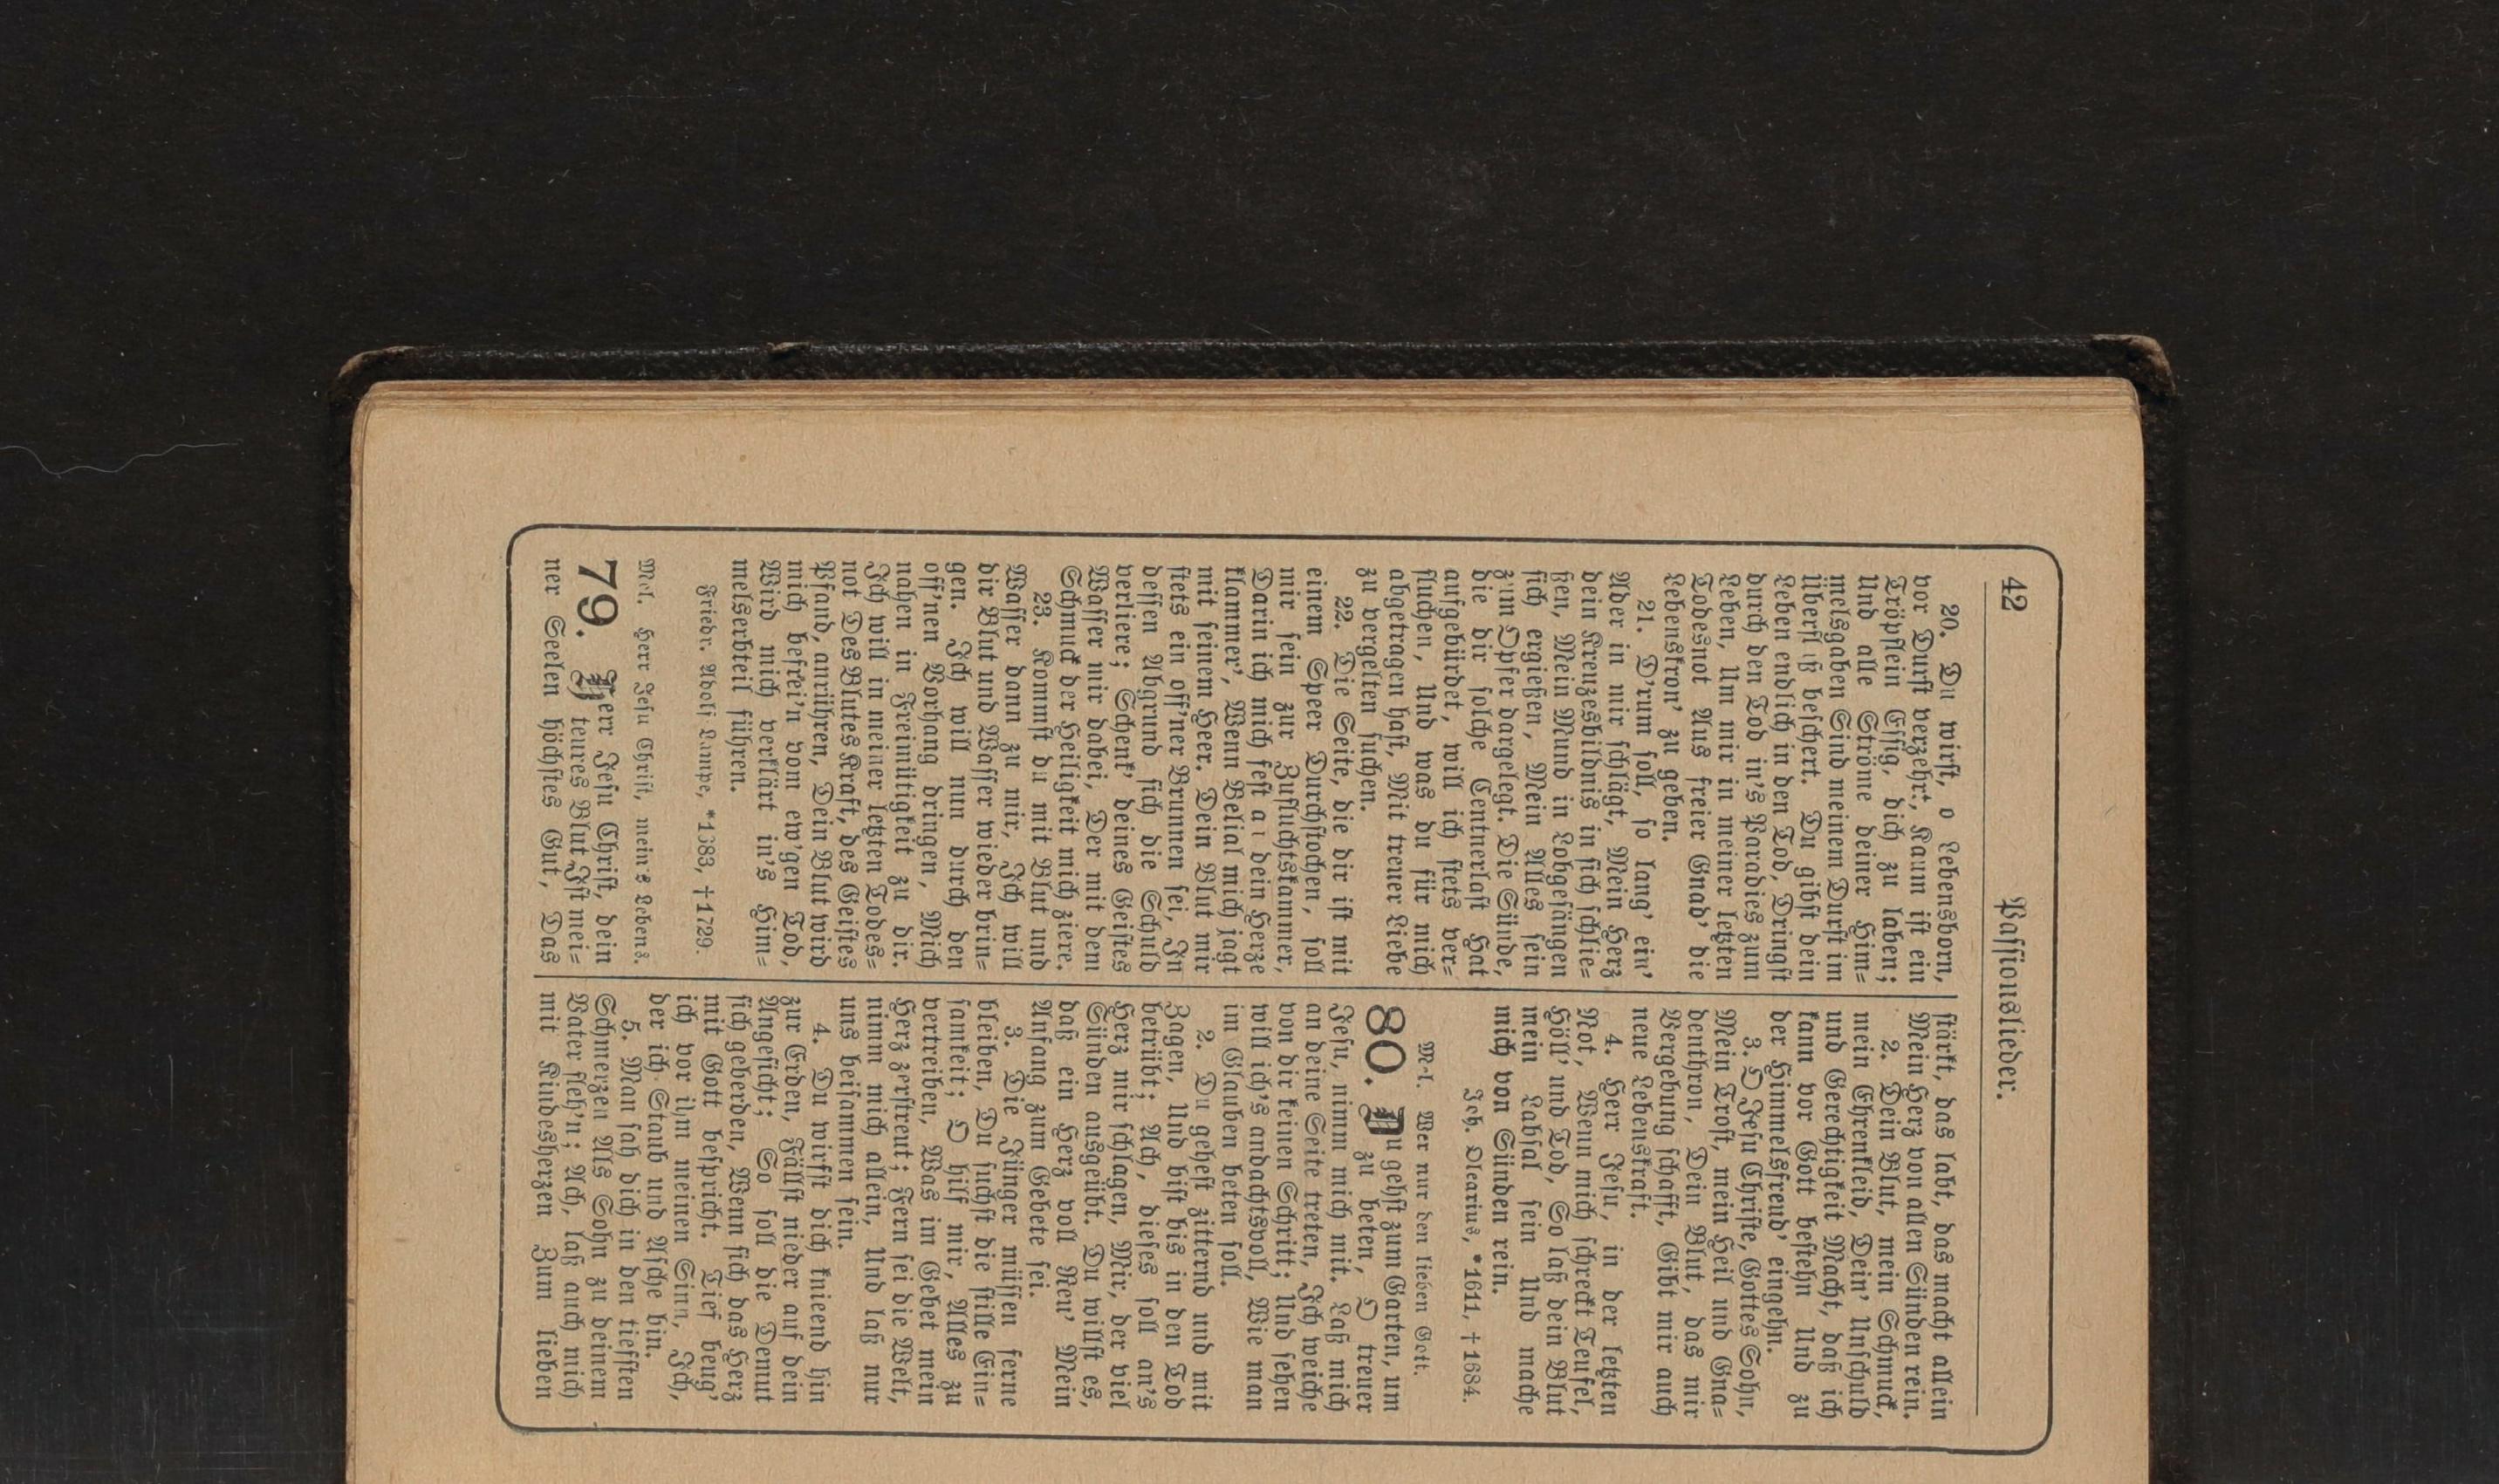 42
Passionslieder.
20. Du wirst, o Lebensborn,
vor Durst verzehrt, Kaum ist ein
Tröpflein Essig, dich zu laben;
Und alle Ströme deiner Him=
melsgaben Sind meinem Durst im
Überfluß beschert. Du gibst dein
Leben endlich in den Tod, Dringst
durch den Tod in's Paradies zum
Leben, Um mir in meiner letzten
Todesnot Aus freier Gnad' die
Lebenskron' zu geben.
21. D'rum soll, so lang' ein'
Ader in mir schlägt, Mein Herz
dein Kreuzesbildnis in sich schlie=
ßen, Mein Mund in Lobgesängen
sich ergießen, Mein Alles sein
zum Opfer dargelegt. Die Sünde,
die dir solche Centnerlast Hat
aufgebürdet, will ich stets ver=
fluchen, Und was du für mich
abgetragen hast, Mit treuer Liebe
zu vergelten suchen.
22. Die Seite, die dir ist mit
einem Speer Durchstochen, soll
mir sein zur Zufluchtskammer,
Darin ich mich fest an dein Herze
klammer', Wenn Belial mich jagt
mit seinem Heer. Dein Blut mir
stets ein off'ner Brunnen sei, In
dessen Abgrund sich die Schuld
verliere; Schenk' deines Geistes
Wasser mir dabei, Der mit dem
Schmuck der Heiligkeit mich ziere.
23. Kommst du mit Blut und
Wasser dann zu mir, Ich will
dir Blut und Wasser wieder brin=
gen. Ich will nun durch den
off'nen Vorhang dringen, Mich
nahen in Freimütigkeit zu dir.
Ich will in meiner letzten Todes=
not Des Blutes Kraft, des Geistes
Pfand, anrühren, Dein Blut wird
mich befrei'n vom ew'gen Tod,
Wird mich verklärt in's Him=
melserbteil führen.
Friedr. Adolf Lampe, *1683, †1729.
Mel. Herr Jesu Christ, mein's Lebens.
79. Herr Jesu Christ, dein
teures Blut Ist mei=
ner Seelen höchstes Gut, Das
stärkt, das labt, das macht allein
Mein Herz von allen Sünden rein.
2. Dein Blut, mein Schmuck,
mein Ehrenkleid, Dein' Unschuld
und Gerechtigkeit Macht, daß ich
kann vor Gott bestehn Und zu
der Himmelsfreud' eingehn.
3. O Jesu Christe, Gottes Sohn,
Mein Trost, mein Heil und Gna=
denthron, Dein Blut, das mir
Vergebung schafft, Gibt mir auch
neue Lebenskraft.
4. Herr Jesu, in der letzten
Not, Wenn mich schreckt Teufel,
Höll' und Tod, So laß dein Blut
mein Labsal sein Und mache
mich von Sünden rein.
Joh. Olearius, *1611, †1684.
Mel. Wer nur den lieben Gott.
80. Du gehst zum Garten, um
zu beten, O treuer
Jesu, nimm mich mit. Laß mich
an deine Seite treten, Ich weiche
von dir keinen Schritt; Und sehen
will ich's andachtsvoll, Wie man
im Glauben beten soll.
2. Du gehest zitternd und mit
Zagen, Und bist bis in den Tod
betrübt; Ach, dieses soll an's
Herz mir schlagen, Mir, der viel
Sünden ausgeübt. Du willst es,
daß ein Herz voll Reu' Mein
Anfang zum Gebete sei.
3. Die Jünger müssen ferne
bleiben, Du suchst die stille Ein=
samkeit; O hilf mir, Alles zu
vertreiben, Was im Gebet mein
Herz zerstreut; Fern sei die Welt,
nimm mich allein, Und laß nur
uns beisammen sein.
4. Du wirfst dich kniend hin
zur Erden, Fällst nieder auf dein
Angesicht; So soll die Demut
sich geberden, Wenn sich das Herz
mit Gott bespricht. Tief beug'
ich vor ihm meinen Sinn, Ich,
der ich Staub und Asche bin.
5. Man sah dich in den tiefsten
Schmerzen Als Sohn zu deinem
Vater fleh'n; Ach, laß auch mich
mit Kindesherzen Zum lieben